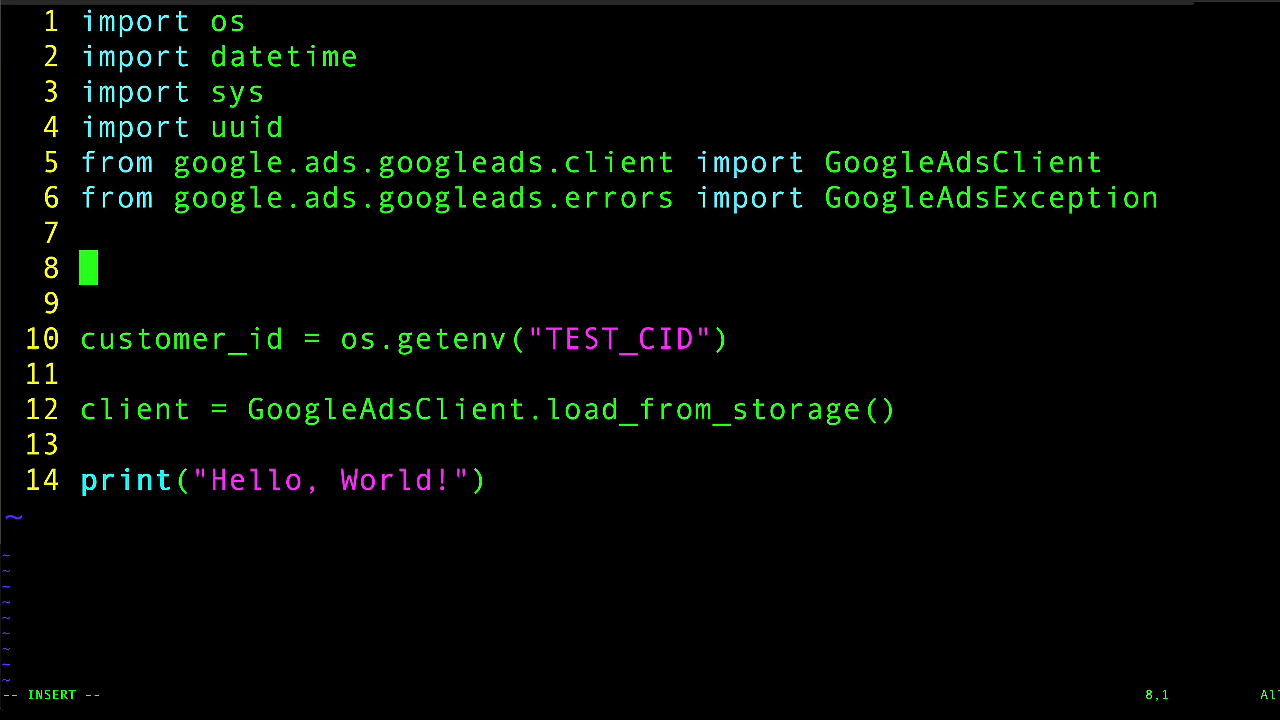 1 import os
2 import datetime
3 import sys
4 import uuid
5 from google.ads.googleads.client import GoogleAdsClient
6 from google.ads.googleads.errors import GoogleAdsException
7
8
9
10 customer_id = os.getenv("TEST_CID")
11
12 client = GoogleAdsClient.load_from_storage()
13
14 print("Hello, World!")
~
~
~
~
~
~
~
~
~
~
-- INSERT -- 8,1 Al